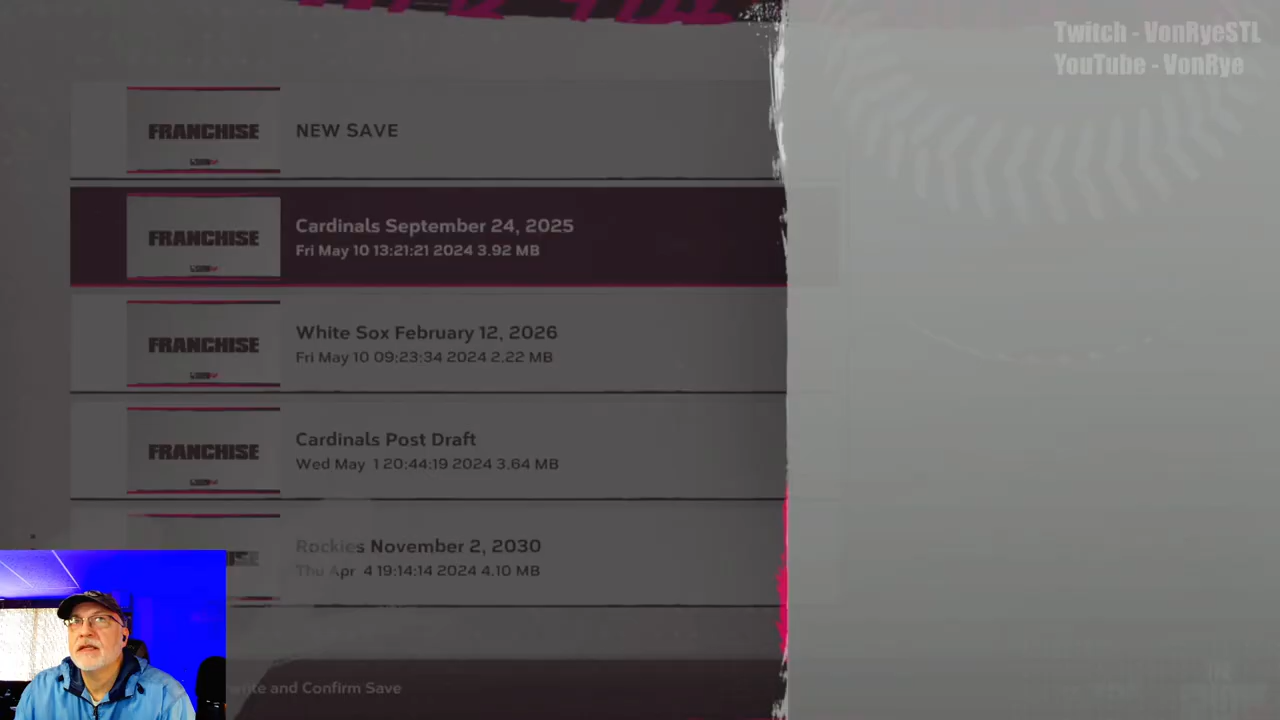 Twitch - VonRyeSTL
YouTube - VonRye
FRANCHISE
NEW SAVE
FRANCHISE
Cardinals September 24, 2025
Fri May 10 13:21:21 2024 3.92 MB
FRANCHISE
White Sox February 12, 2026
Fri May 10 09:23:34 2024 2.22 MB
FRANCHISE
Cardinals Post Draft
Wed May 1 20:44:19 2024 3.64 MB
Rockies November 2, 2030
Thu Apr 4 19:14:14 2024 4.10 MB
and Confirm Save